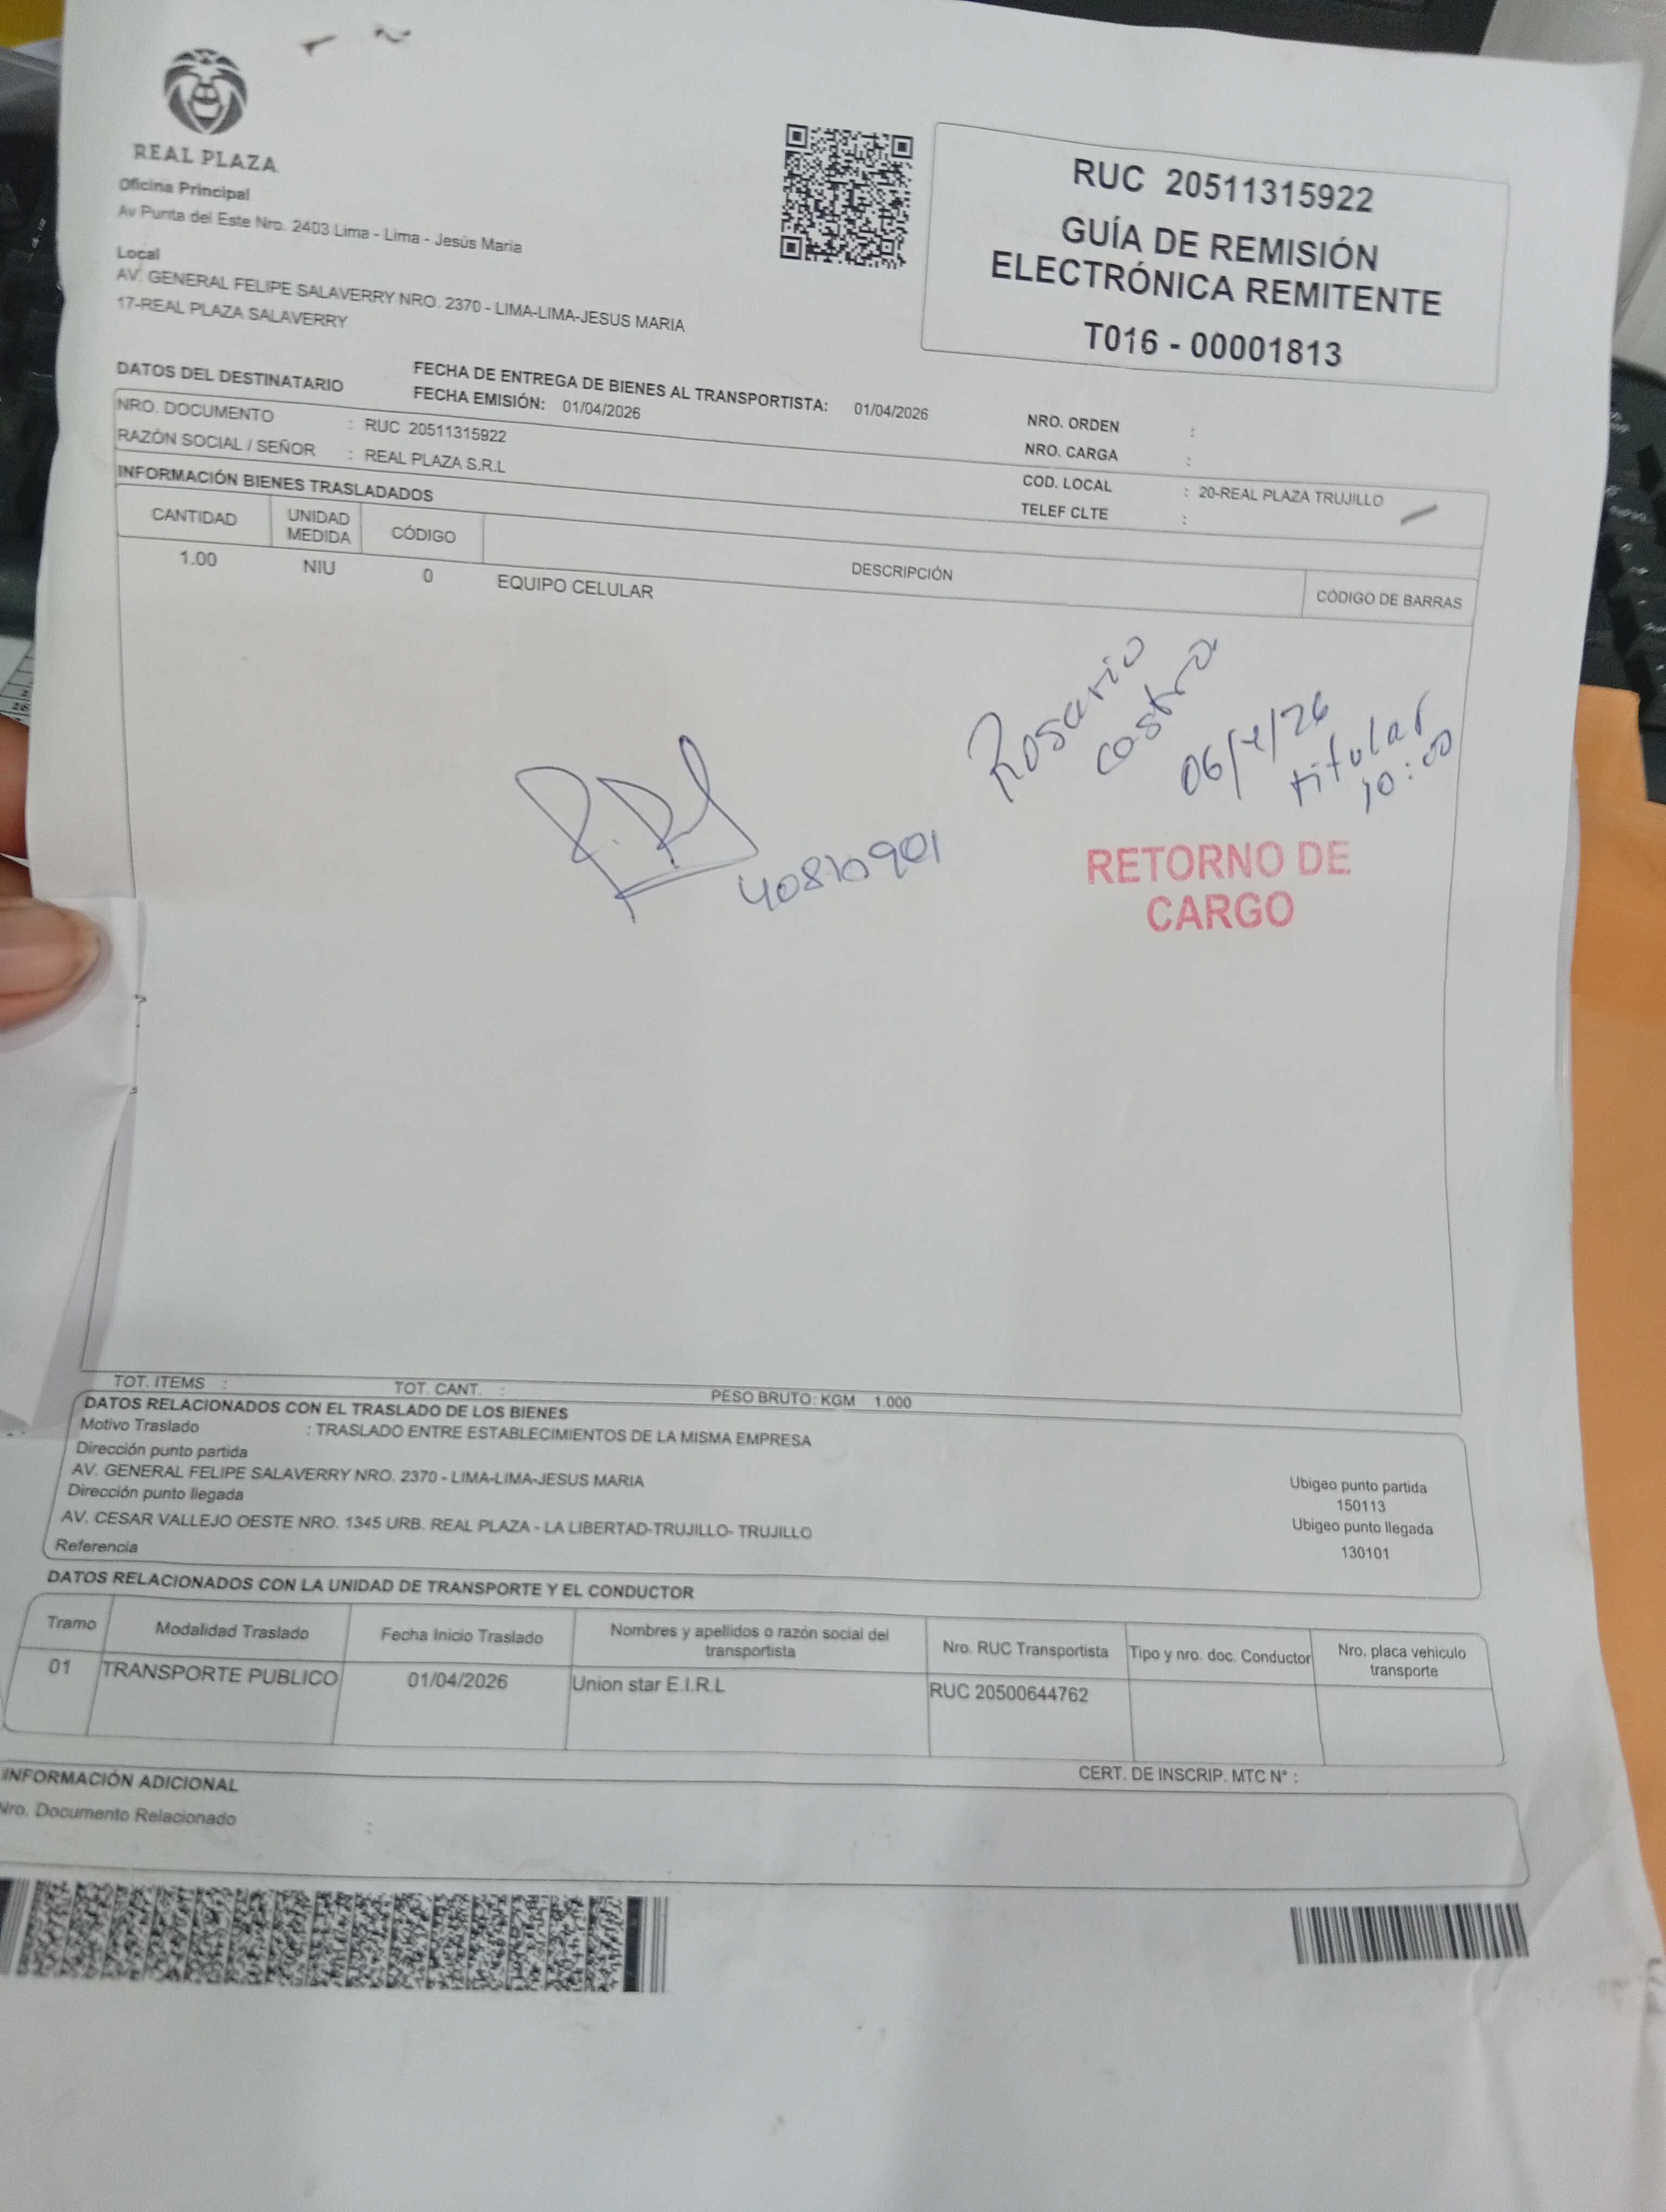 REAL PLAZA
Oficina Principal
Av Punta del Este Nro. 2403 Lima - Lima - Jesús Maria
Local
AV. GENERAL FELIPE SALAVERRY NRO. 2370 - LIMA-LIMA-JESUS MARIA
17-REAL PLAZA SALAVERRY
RUC 20511315922
GUÍA DE REMISIÓN
ELECTRÓNICA REMITENTE
T016 - 00001813
FECHA DE ENTREGA DE BIENES AL TRANSPORTISTA: 01/04/2026
DATOS DEL DESTINATARIO FECHA EMISIÓN: 01/04/2026
NRO. ORDEN :
NRO. CARGA :
NRO. DOCUMENTO : RUC 20511315922
RAZÓN SOCIAL / SEÑOR : REAL PLAZA S.R.L
COD. LOCAL : 20-REAL PLAZA TRUJILLO
TELEF CLTE :
INFORMACIÓN BIENES TRASLADADOS
CANTIDAD UNIDAD MEDIDA CÓDIGO DESCRIPCIÓN CÓDIGO DE BARRAS
1.00 NIU 0 EQUIPO CELULAR
Rosario
castro
06/4/26
titular
10:00
40810901
RETORNO DE
CARGO
TOT. ITEMS : TOT. CANT. : PESO BRUTO: KGM 1.000
DATOS RELACIONADOS CON EL TRASLADO DE LOS BIENES
Motivo Traslado : TRASLADO ENTRE ESTABLECIMIENTOS DE LA MISMA EMPRESA
Dirección punto partida
AV. GENERAL FELIPE SALAVERRY NRO. 2370 - LIMA-LIMA-JESUS MARIA
Ubigeo punto partida
150113
Dirección punto llegada
AV. CESAR VALLEJO OESTE NRO. 1345 URB. REAL PLAZA - LA LIBERTAD-TRUJILLO- TRUJILLO
Ubigeo punto llegada
130101
Referencia
DATOS RELACIONADOS CON LA UNIDAD DE TRANSPORTE Y EL CONDUCTOR
Tramo Modalidad Traslado Fecha Inicio Traslado Nombres y apellidos o razón social del transportista Nro. RUC Transportista Tipo y nro. doc. Conductor Nro. placa vehiculo transporte
01 TRANSPORTE PUBLICO 01/04/2026 Union star E.I.R.L RUC 20500644762
CERT. DE INSCRIP. MTC N° :
INFORMACIÓN ADICIONAL
Nro. Documento Relacionado :